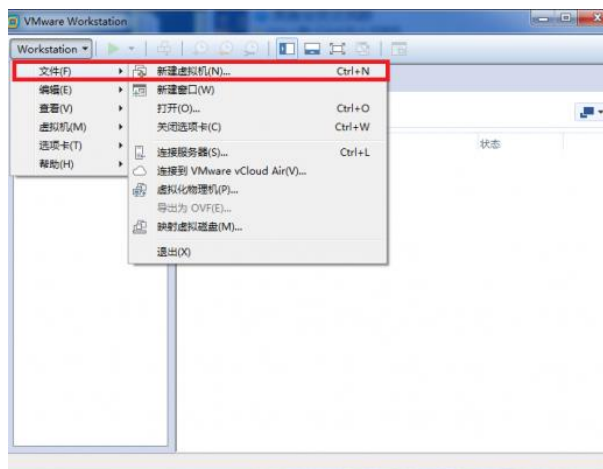 VMware Workstation
Workstation
文件(F)
编辑(E)
查看(V)
虚拟机(M)
选项卡(T)
帮助(H)
新建虚拟机(N)... Ctrl+N
新建窗口(W)
打开(O)... Ctrl+O
关闭选项卡(C) Ctrl+W
连接服务器(S)... Ctrl+L
连接到 VMware vCloud Air(V)...
虚拟化物理机(P)...
导出为 OVF(E)...
映射虚拟磁盘(M)...
退出(X)
状态